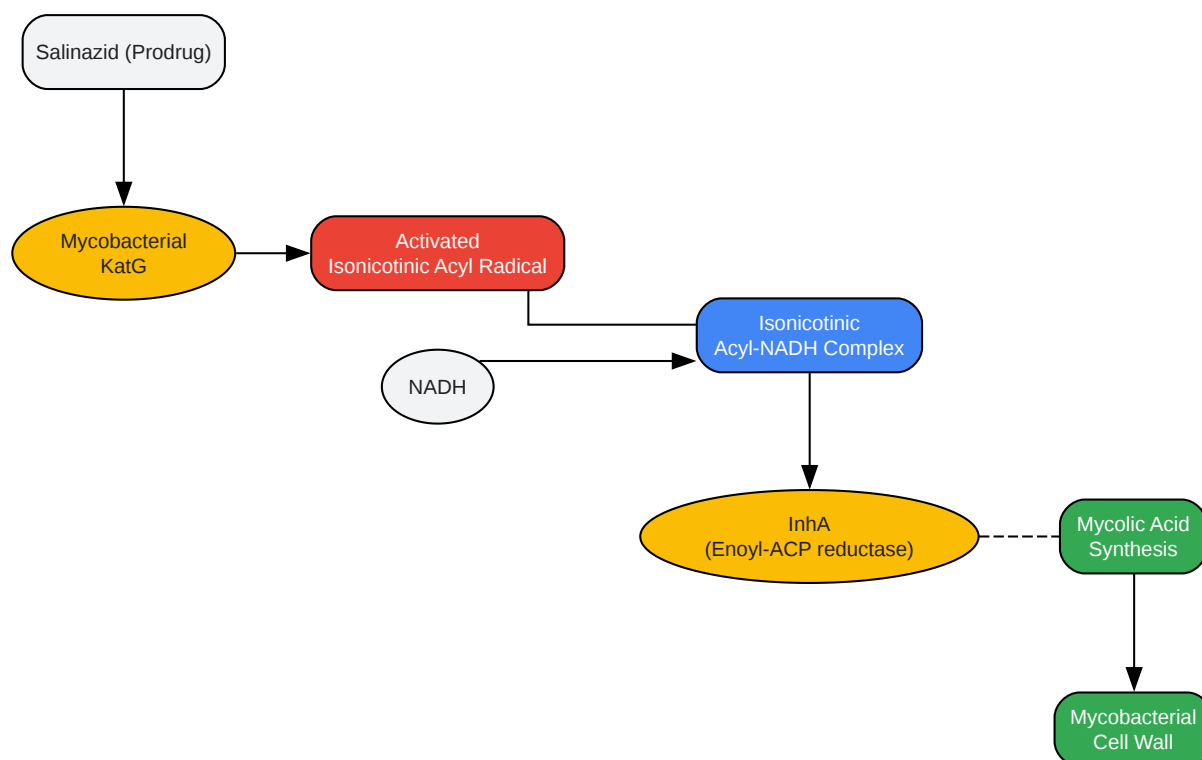 Salinazid (Prodrug)
Mycobacterial
KatG
Activated
Isonicotinic Acyl Radical
Isonicotinic
Acyl-NADH Complex
NADH
InhA
(Enoyl-ACP reductase)
Mycolic Acid
Synthesis
Mycobacterial
Cell Wall